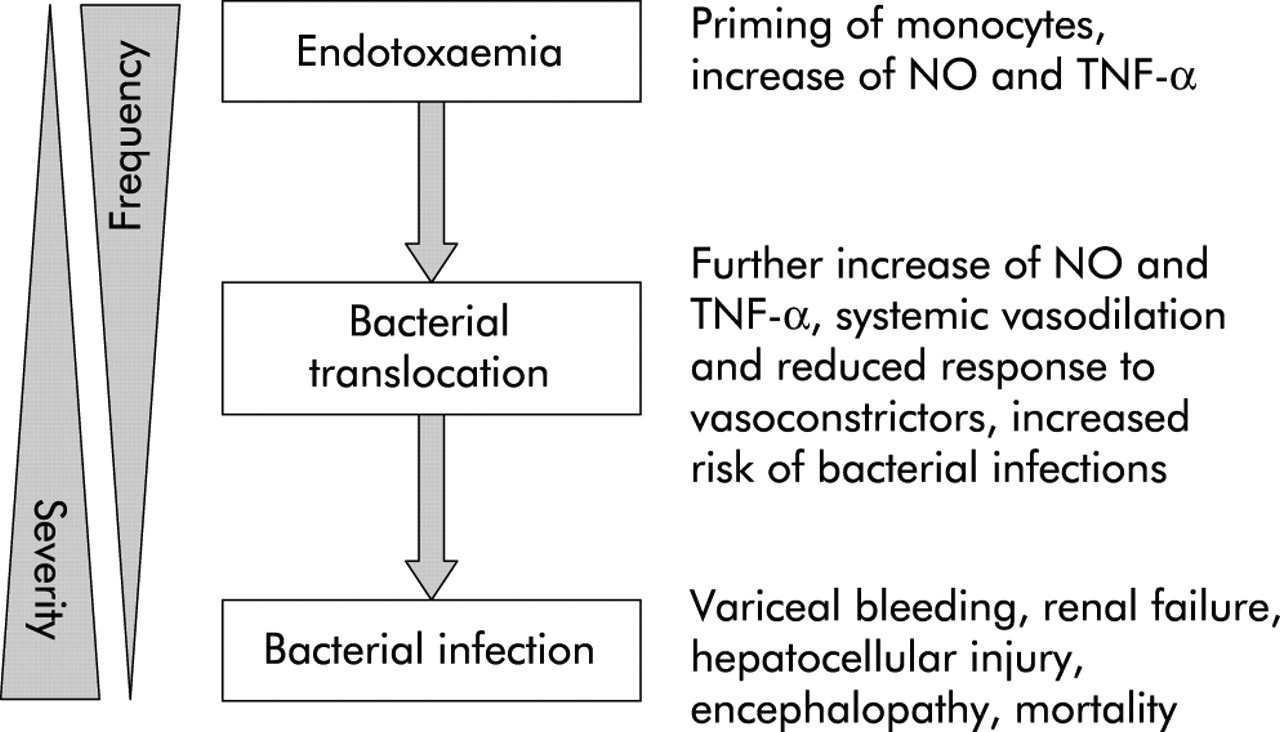 Frequency
Severity
Endotoxaemia
Priming of monocytes,
increase of NO and TNF-α
Bacterial
translocation
Further increase of NO and
TNF-α, systemic vasodilation
and reduced response to
vasoconstrictors, increased
risk of bacterial infections
Bacterial infection
Variceal bleeding, renal failure,
hepatocellular injury,
encephalopathy, mortality